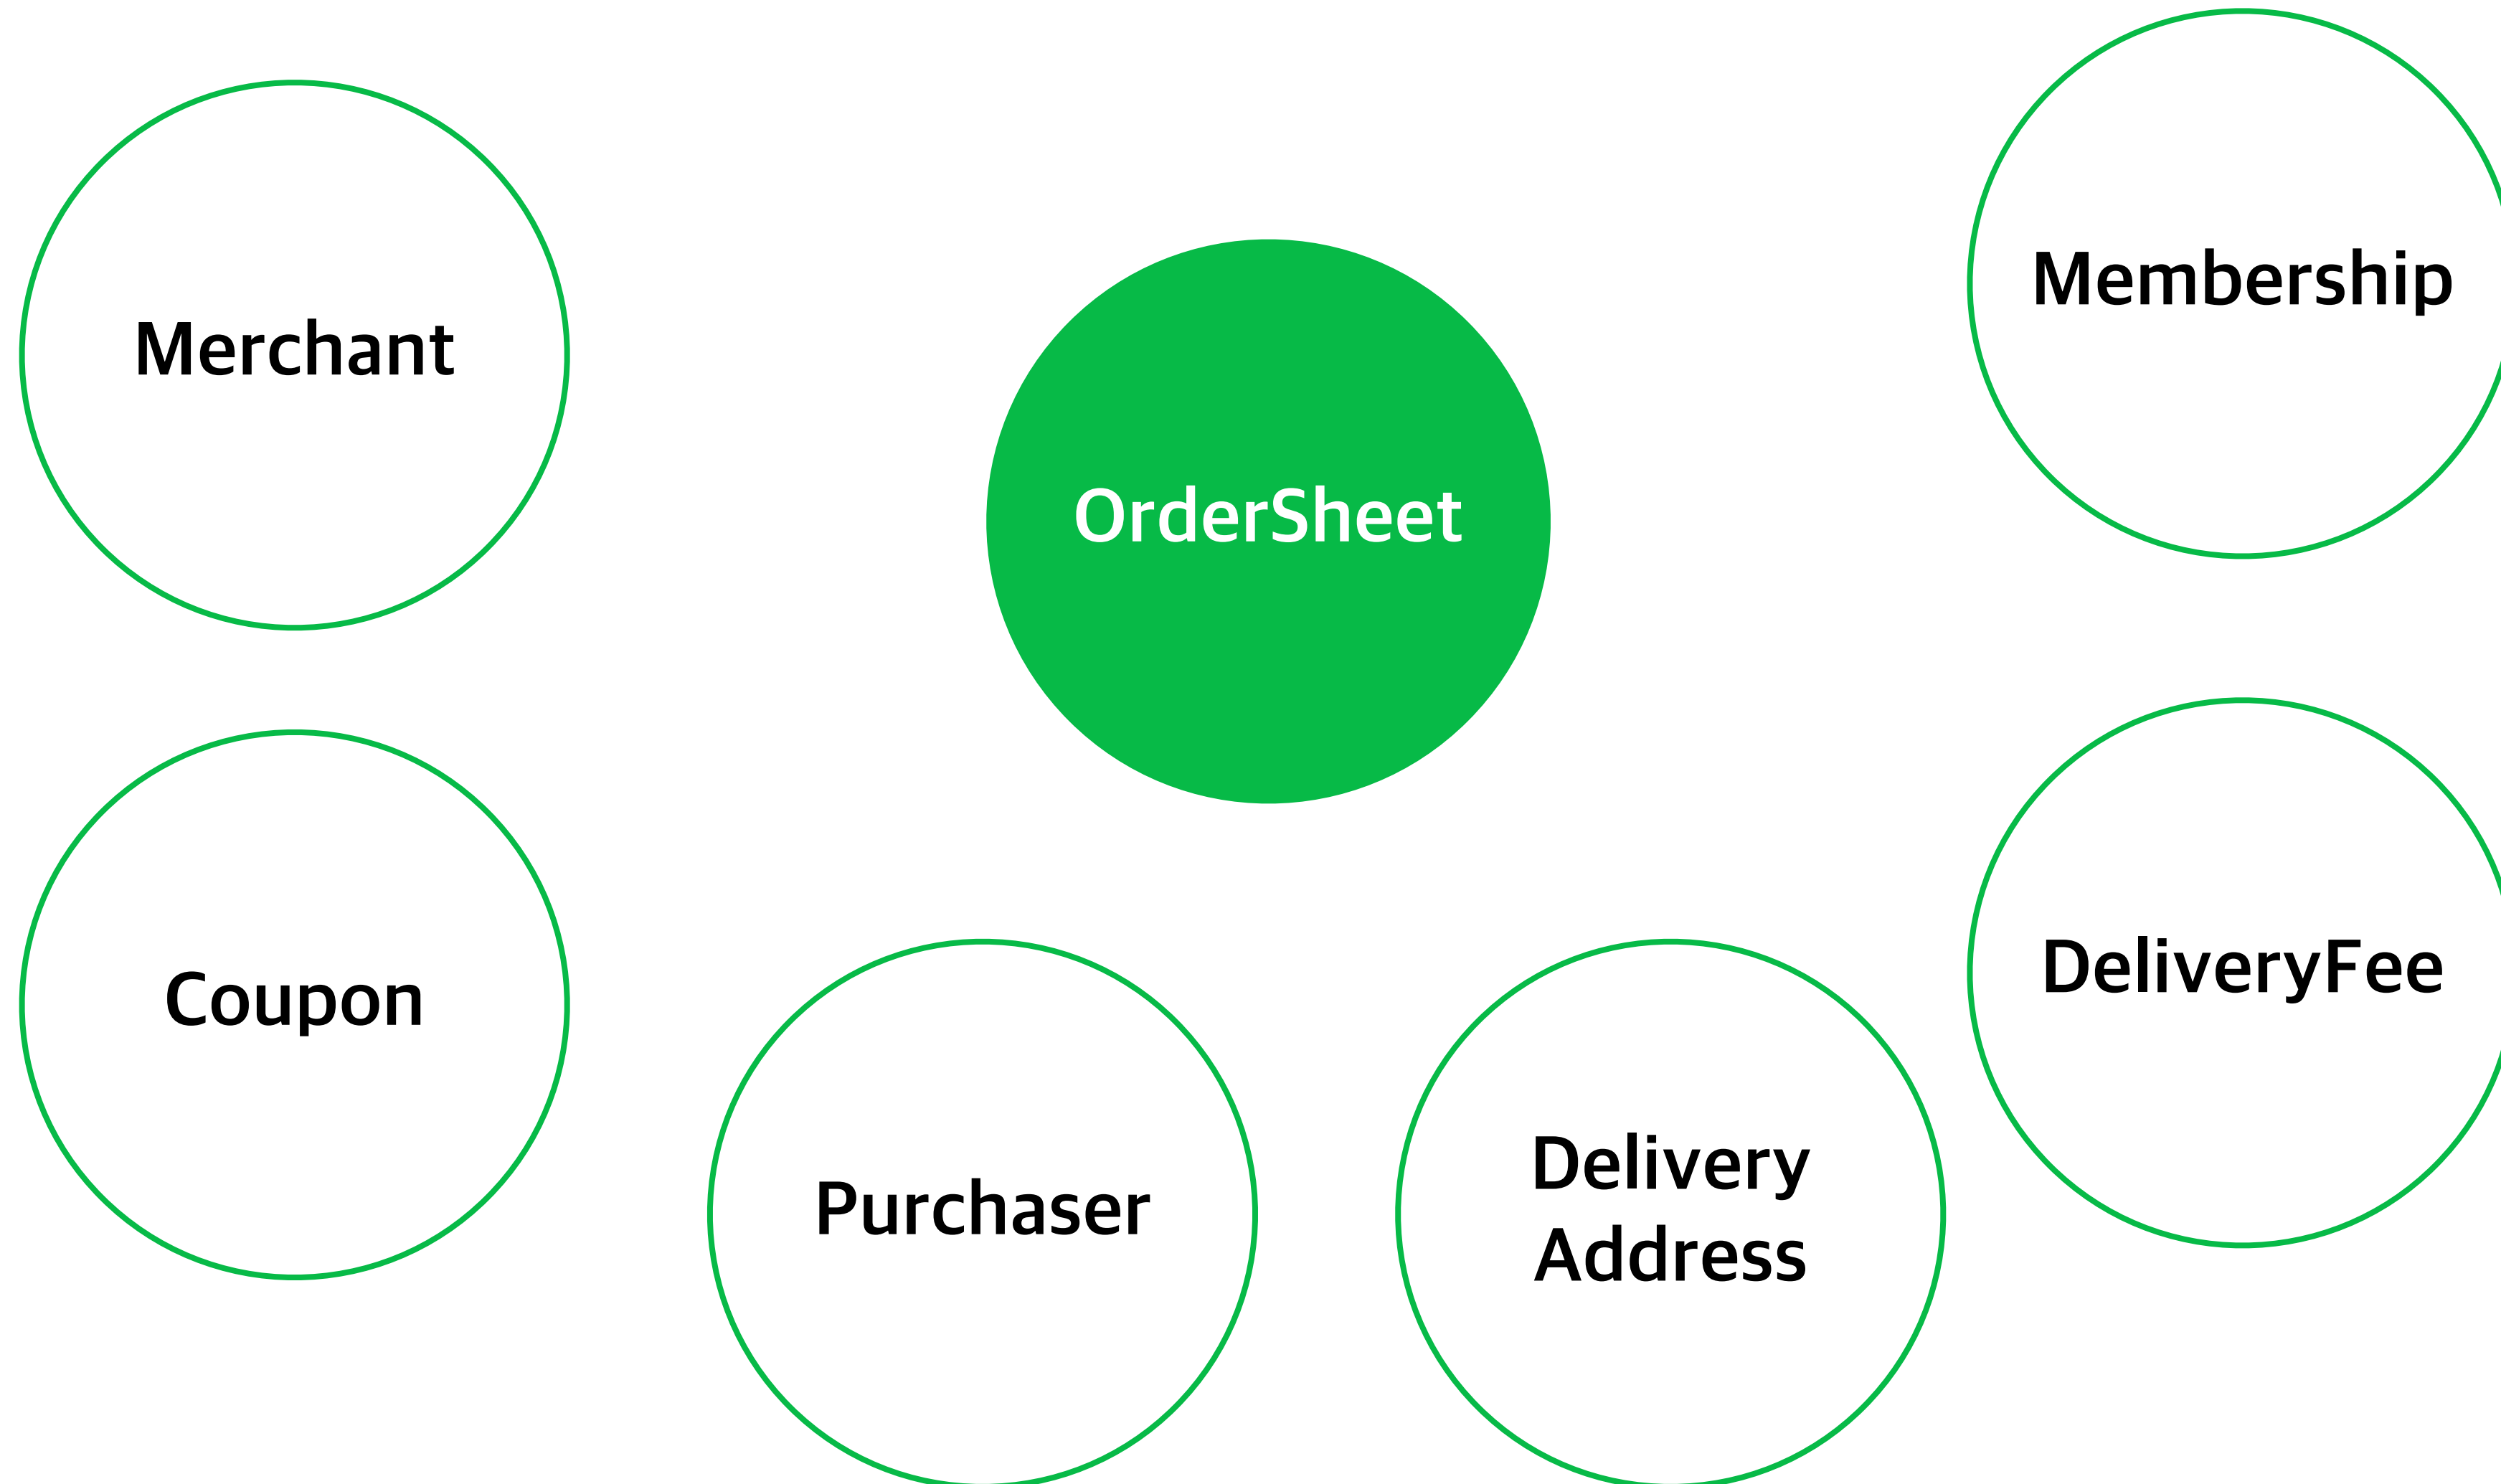 Membership
Merchant
OrderSheet
DeliveryFee
Coupon
Purchaser
Delivery
Address